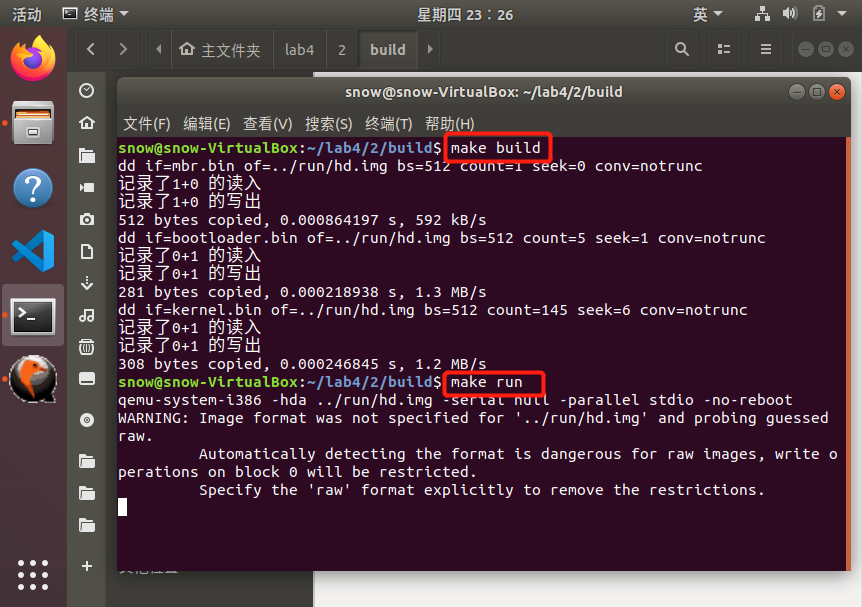 活动 终端 星期四 23：26 英
主文件夹 lab4 2 build
snow@snow-VirtualBox: ~/lab4/2/build
文件(F) 编辑(E) 查看(V) 搜索(S) 终端(T) 帮助(H)
snow@snow-VirtualBox:~/lab4/2/build$ make build
dd if=mbr.bin of=../run/hd.img bs=512 count=1 seek=0 conv=notrunc
记录了1+0 的读入
记录了1+0 的写出
512 bytes copied, 0.000864197 s, 592 kB/s
dd if=bootloader.bin of=../run/hd.img bs=512 count=5 seek=1 conv=notrunc
记录了0+1 的读入
记录了0+1 的写出
281 bytes copied, 0.000218938 s, 1.3 MB/s
dd if=kernel.bin of=../run/hd.img bs=512 count=145 seek=6 conv=notrunc
记录了0+1 的读入
记录了0+1 的写出
308 bytes copied, 0.000246845 s, 1.2 MB/s
snow@snow-VirtualBox:~/lab4/2/build$ make run
qemu-system-i386 -hda ../run/hd.img -serial null -parallel stdio -no-reboot
WARNING: Image format was not specified for '../run/hd.img' and probing guessed
raw.
Automatically detecting the format is dangerous for raw images, write o
perations on block 0 will be restricted.
Specify the 'raw' format explicitly to remove the restrictions.